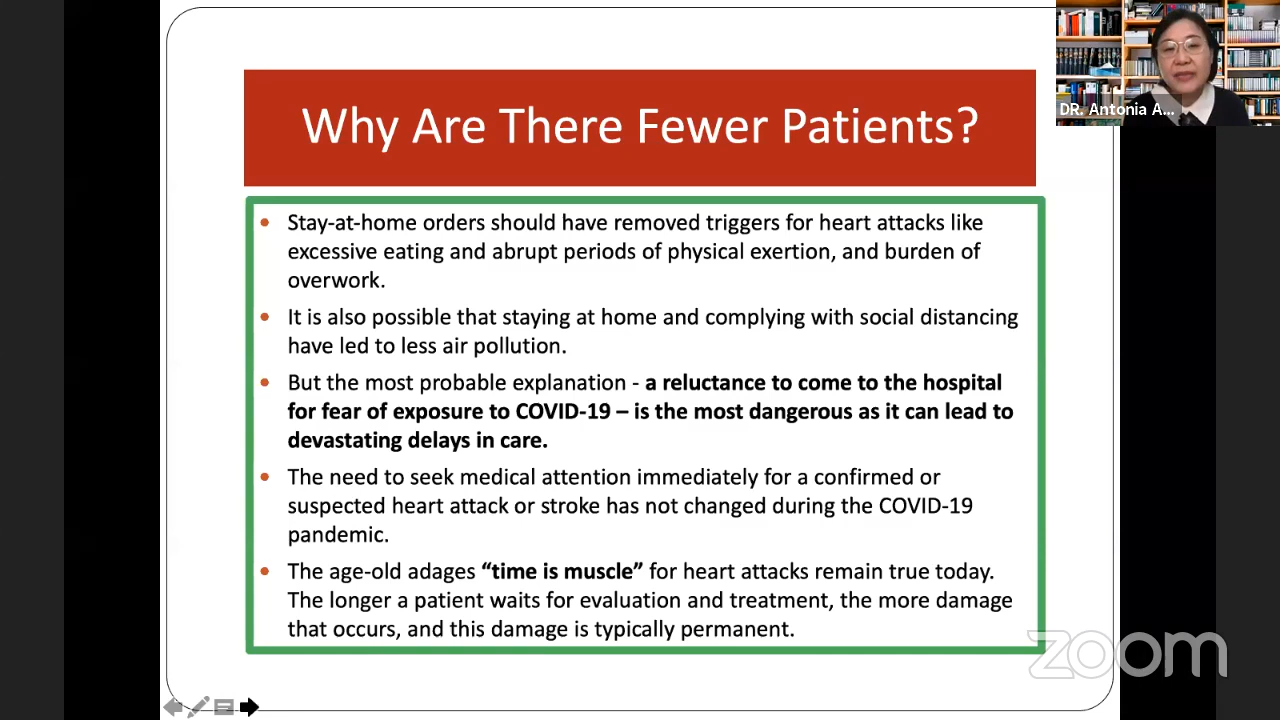 DR. Antonia A...
Why Are There Fewer Patients?
• Stay-at-home orders should have removed triggers for heart attacks like
excessive eating and abrupt periods of physical exertion, and burden of
overwork.
• It is also possible that staying at home and complying with social distancing
have led to less air pollution.
• But the most probable explanation - a reluctance to come to the hospital
for fear of exposure to COVID-19 – is the most dangerous as it can lead to
devastating delays in care.
• The need to seek medical attention immediately for a confirmed or
suspected heart attack or stroke has not changed during the COVID-19
pandemic.
• The age-old adages “time is muscle” for heart attacks remain true today.
The longer a patient waits for evaluation and treatment, the more damage
that occurs, and this damage is typically permanent.
zoom